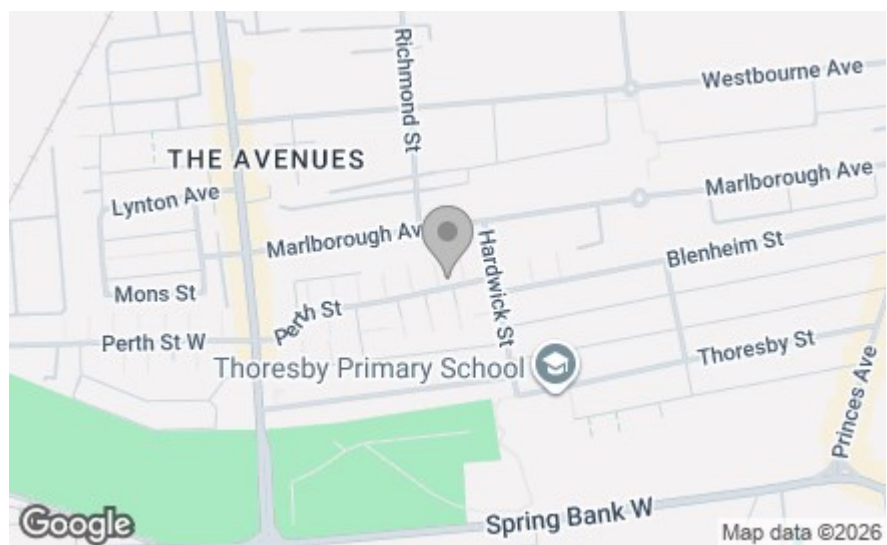 Richmond St
Westbourne Ave
THE AVENUES
Lynton Ave
Marlborough Ave
Marlborough Av
Hardwick St
Blenheim St
Mons St
Perth St
Perth St W
Thoresby St
Thoresby Primary School
Princes Ave
Spring Bank W
Google
Map data ©2026